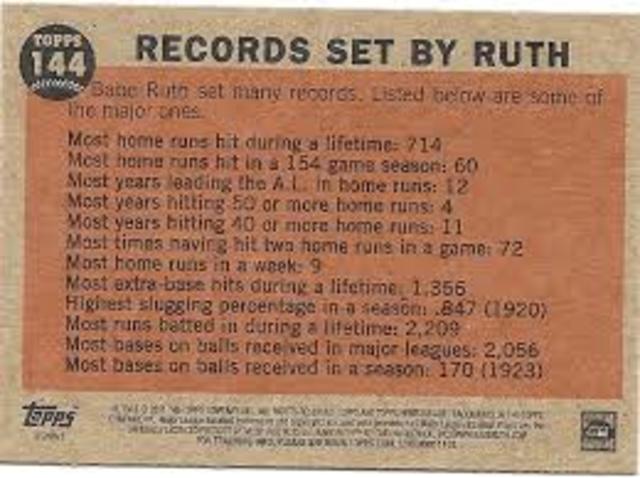 TOPPS
144
RECORDS SET BY RUTH
Babe Ruth set many records. Listed below are some of
the major ones.
Most home runs hit during a lifetime: 714
Most home runs hit in a 154 game season: 60
Most years leading the A.L. in home runs: 12
Most years hitting 50 or more home runs: 4
Most years hitting 40 or more home runs: 11
Most times having hit two home runs in a game: 72
Most home runs in a week: 9
Most extra-base hits during a lifetime: 1,356
Highest slugging percentage in a season: .847 (1920)
Most runs batted in during a lifetime: 2,209
Most bases on balls received in major leagues: 2,056
Most bases on balls received in a season: 170 (1923)
Topps